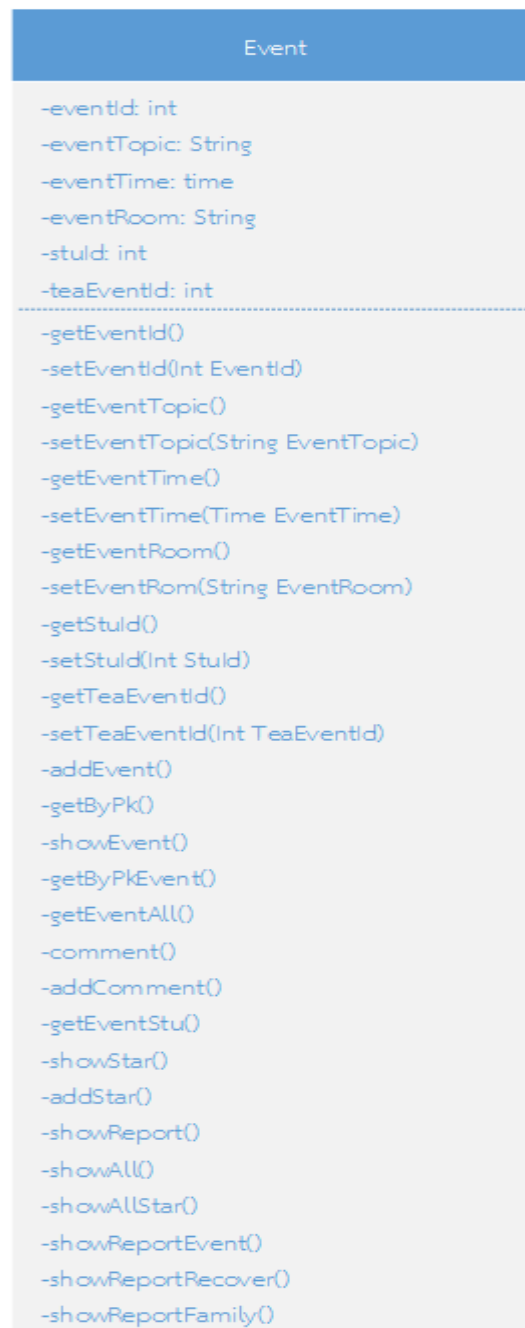 Event
-eventId: int
-eventTopic: String
-eventTime: time
-eventRoom: String
-stuId: int
-teaEventId: int
-getEventId()
-setEventId(Int EventId)
-getEventTopic()
-setEventTopic(String EventTopic)
-getEventTime()
-setEventTime(Time EventTime)
-getEventRoom()
-setEventRom(String EventRoom)
-getStuId()
-setStuId(Int StuId)
-getTeaEventId()
-setTeaEventId(Int TeaEventId)
-addEvent()
-getByPk()
-showEvent()
-getByPkEvent()
-getEventAll()
-comment()
-addComment()
-getEventStu()
-showStar()
-addStar()
-showReport()
-showAll()
-showAllStar()
-showReportEvent()
-showReportRecover()
-showReportFamily()